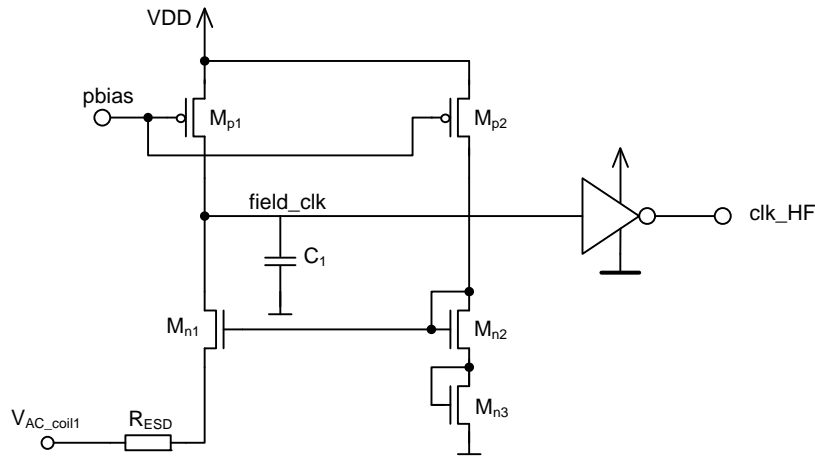 VDD
pbias
Mp1
Mp2
field_clk
clk_HF
C1
Mn1
Mn2
Mn3
VAC_coil1
RESD